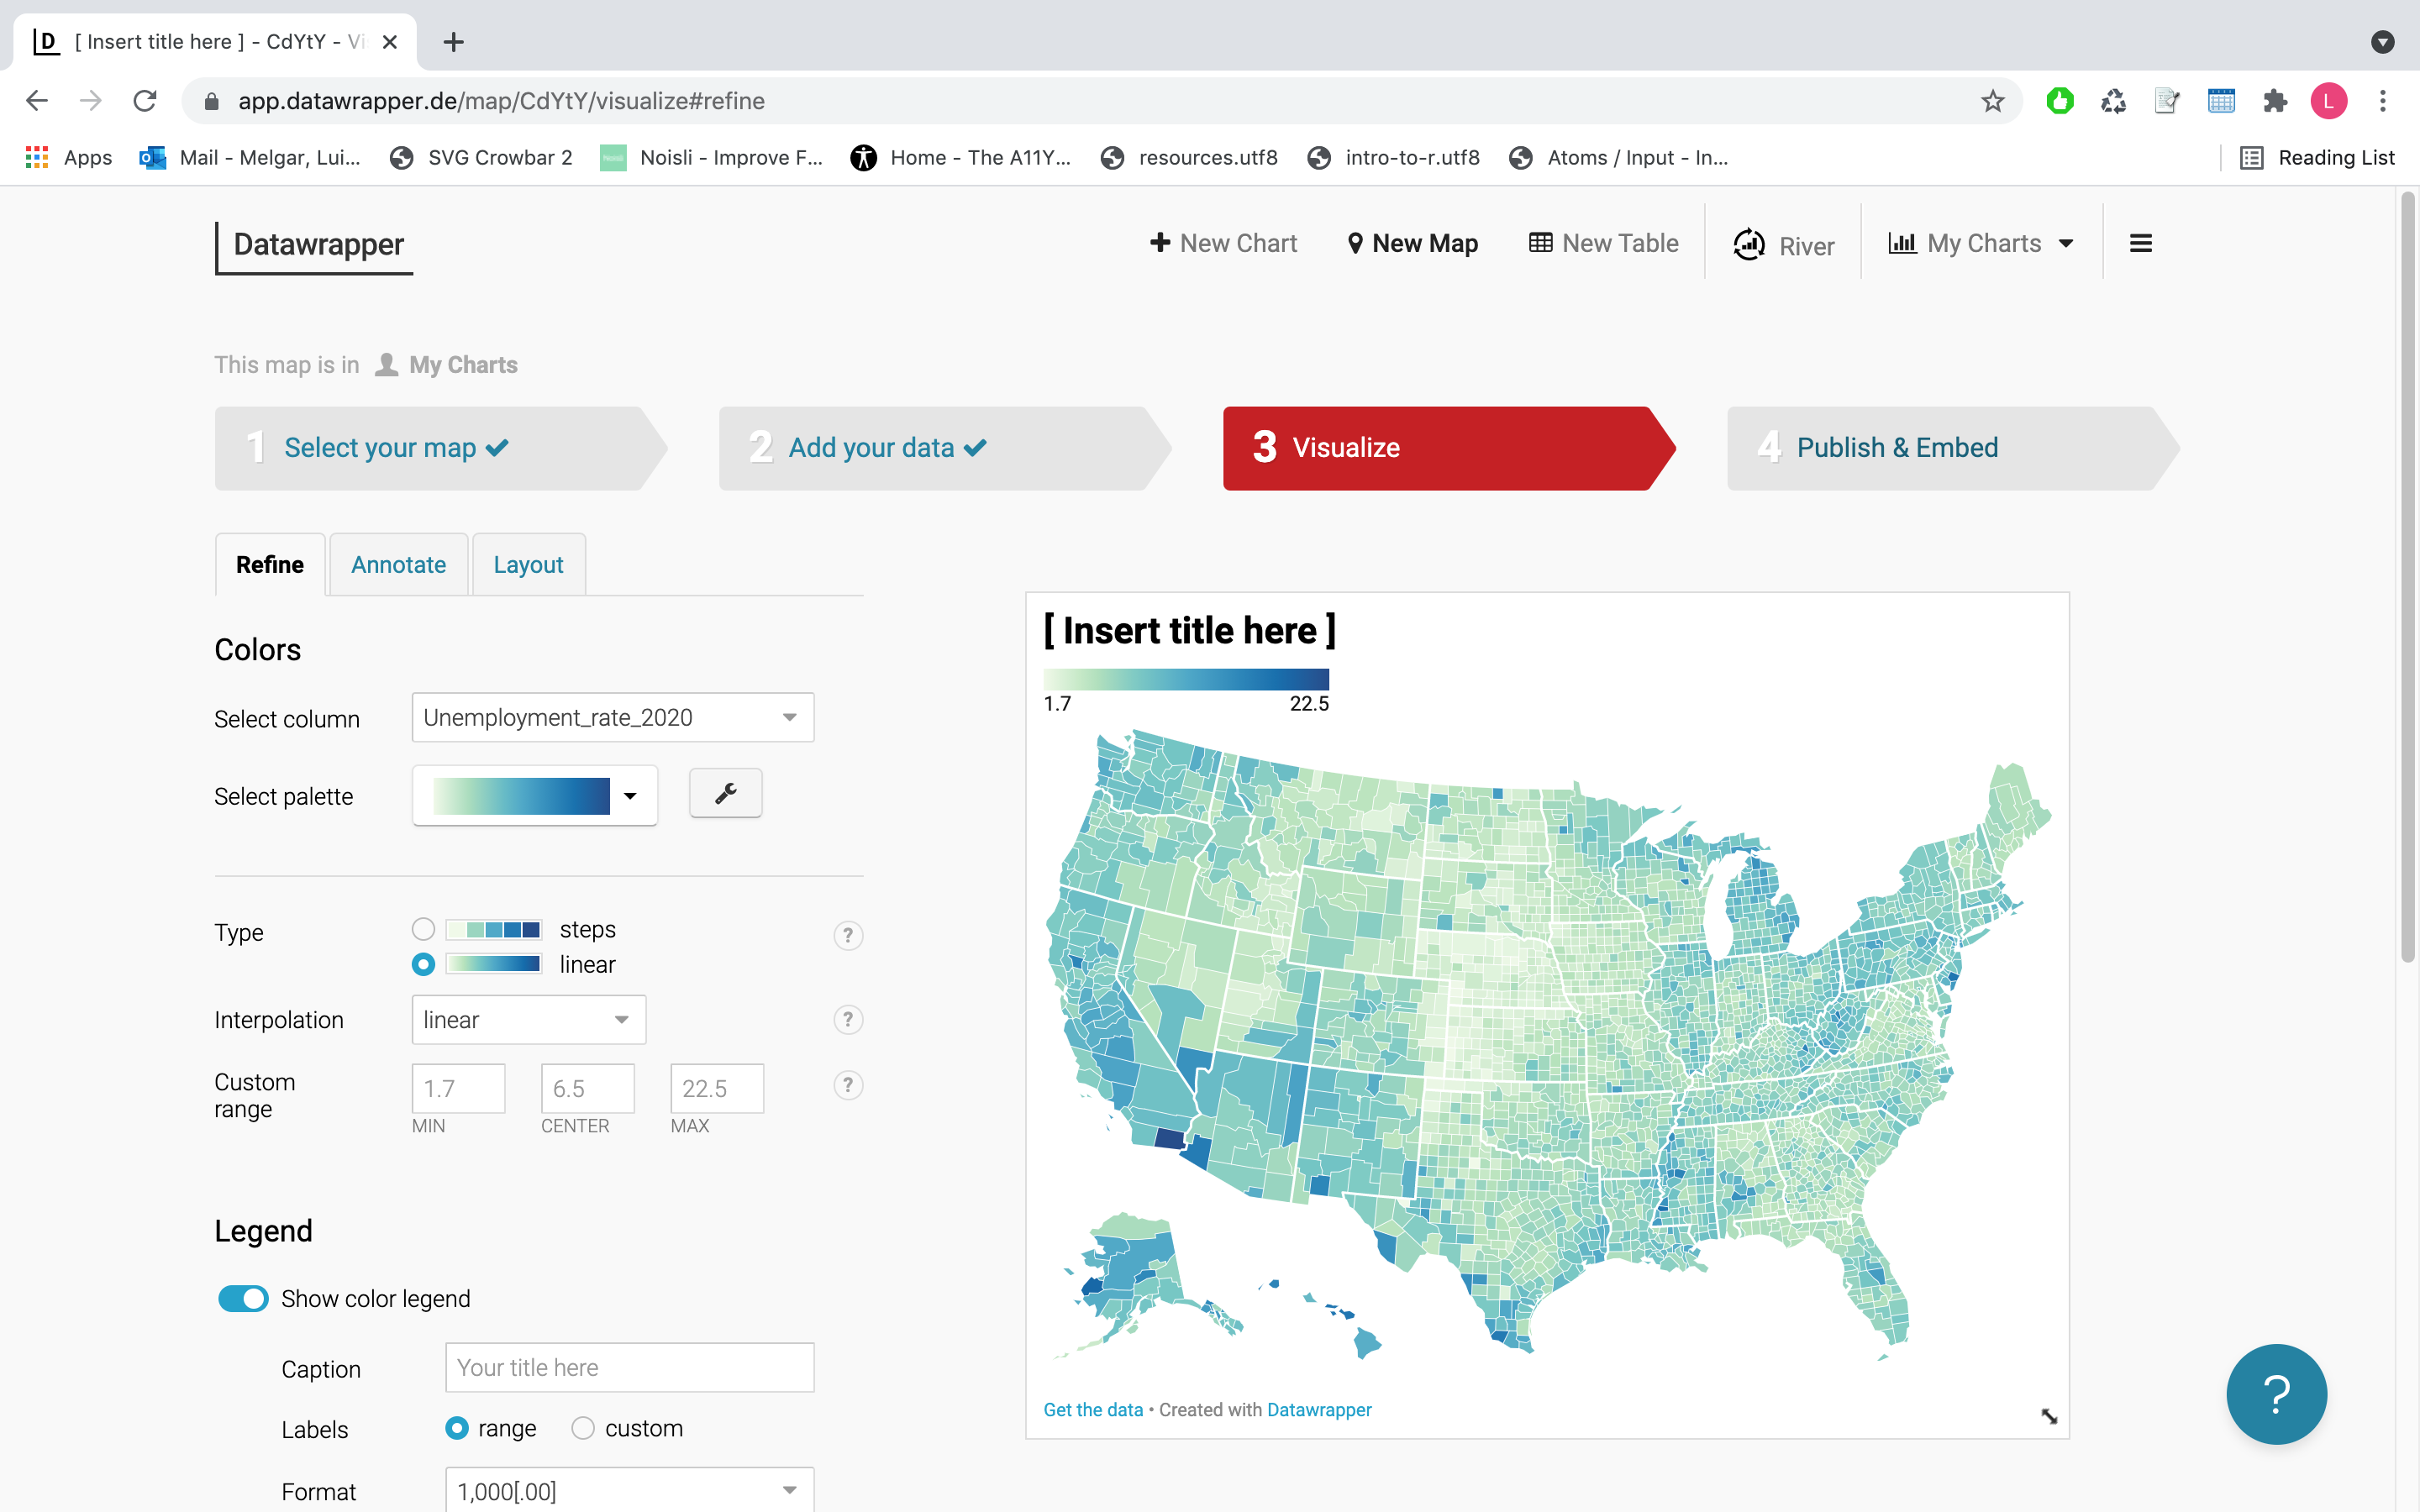 [ Insert title here ] - CdYtY - Vi
app.datawrapper.de/map/CdYtY/visualize#refine
L
Apps
Mail - Melgar, Lui...
SVG Crowbar 2
Noisli - Improve F...
Home - The A11Y...
resources.utf8
intro-to-r.utf8
Atoms / Input - In...
Reading List
Datawrapper
New Chart
New Map
New Table
River
My Charts
This map is in My Charts
1 Select your map
2 Add your data
3 Visualize
4 Publish & Embed
Refine
Annotate
Layout
Colors
Select column
Unemployment_rate_2020
Select palette
Type
steps
?
linear
Interpolation
linear
?
Custom
range
1.7
6.5
22.5
?
MIN
CENTER
MAX
Legend
Show color legend
Caption
Your title here
Labels
range
custom
Format
1,000[.00]
[ Insert title here ]
1.7
22.5
Get the data • Created with Datawrapper
?